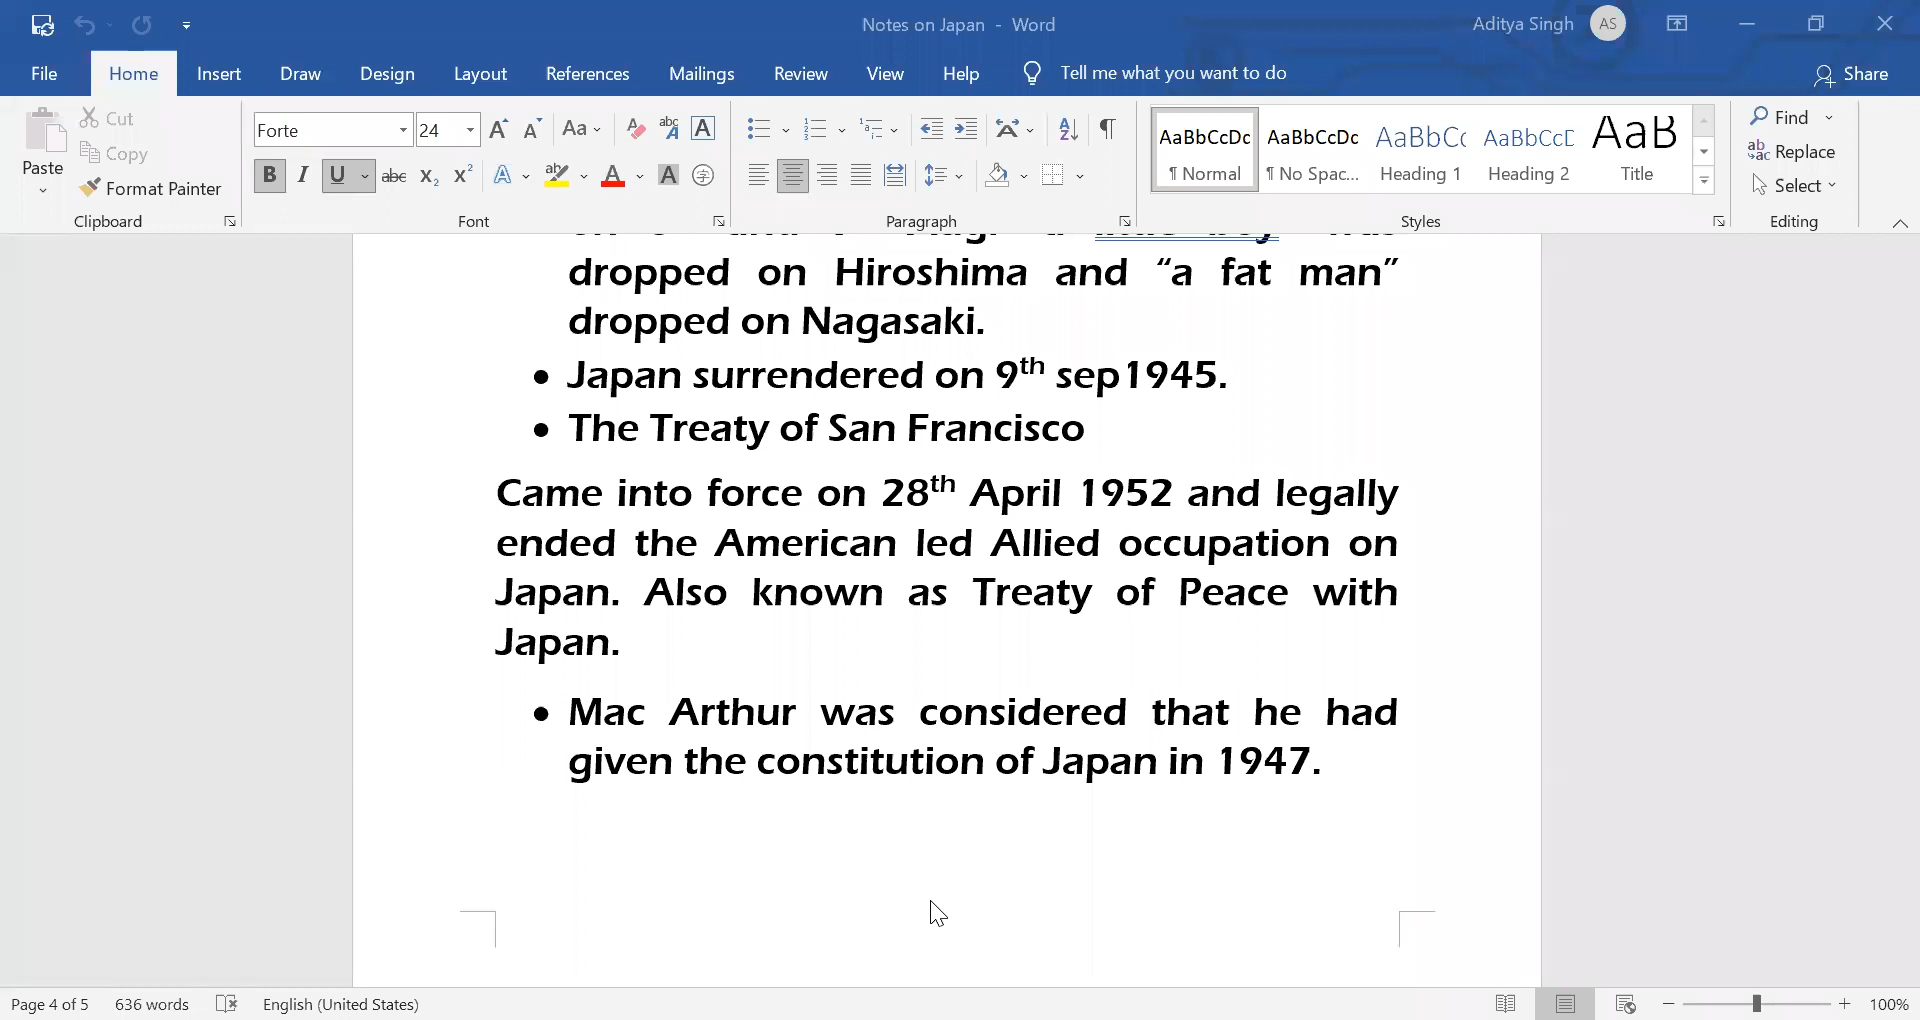 Notes on Japan - Word
Aditya Singh AS
File Home Insert Draw Design Layout References Mailings Review View Help Tell me what you want to do Share
Paste
Cut
Copy
Format Painter
Clipboard
Forte 24
Font
Paragraph
AaBbCcDc AaBbCcDc AaBbC AaBbCcD AaB
¶ Normal ¶ No Spac... Heading 1 Heading 2 Title
Styles
Find
Replace
Select
Editing
dropped on Hiroshima and “a fat man”
dropped on Nagasaki.
• Japan surrendered on 9th sep1945.
• The Treaty of San Francisco
Came into force on 28th April 1952 and legally
ended the American led Allied occupation on
Japan. Also known as Treaty of Peace with
Japan.
• Mac Arthur was considered that he had
given the constitution of Japan in 1947.
Page 4 of 5 636 words English (United States) 100%